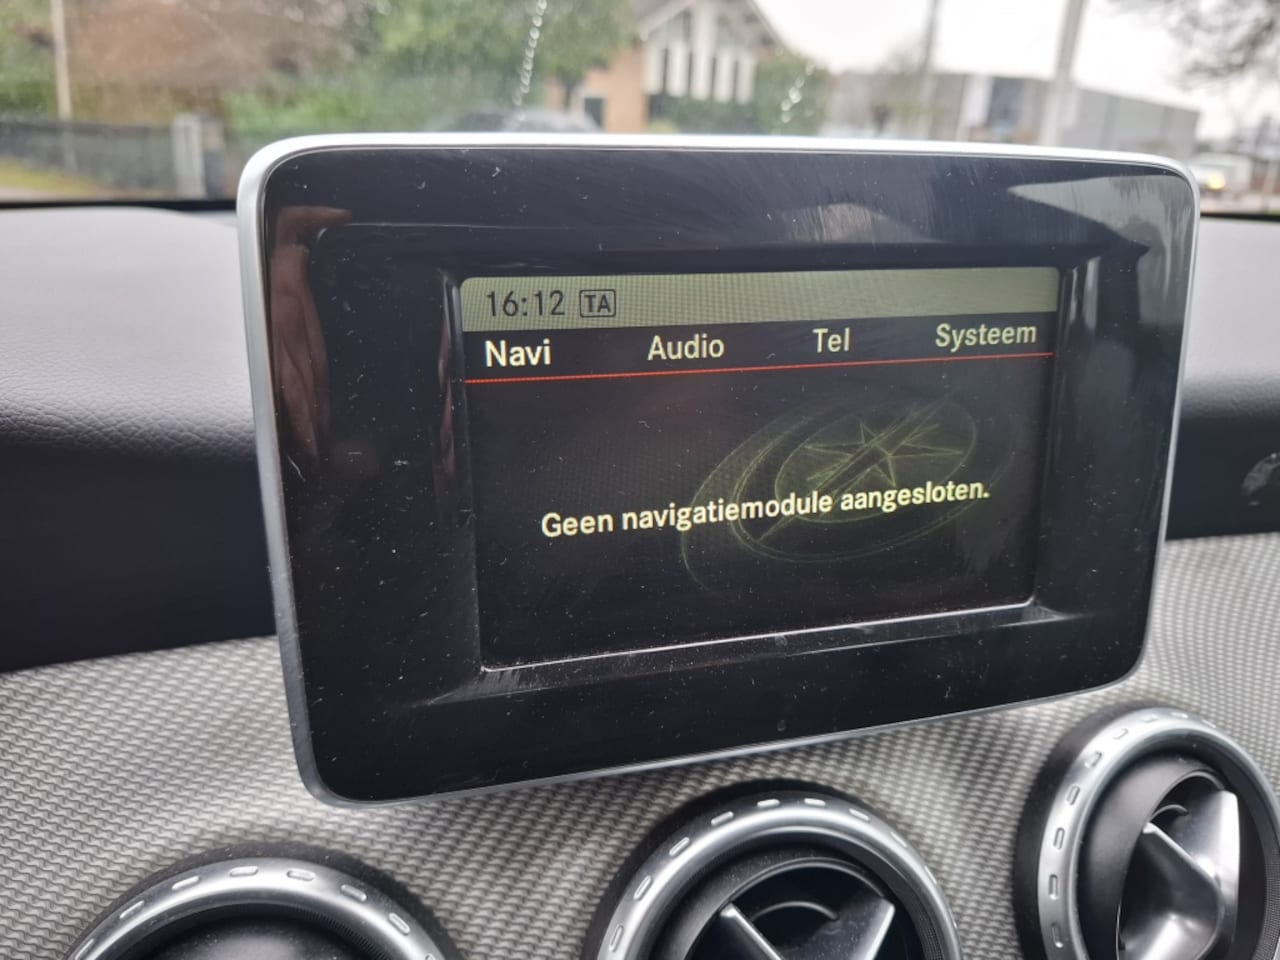 16:12 TA
Navi Audio Tel Systeem
Geen navigatiemodule aangesloten.